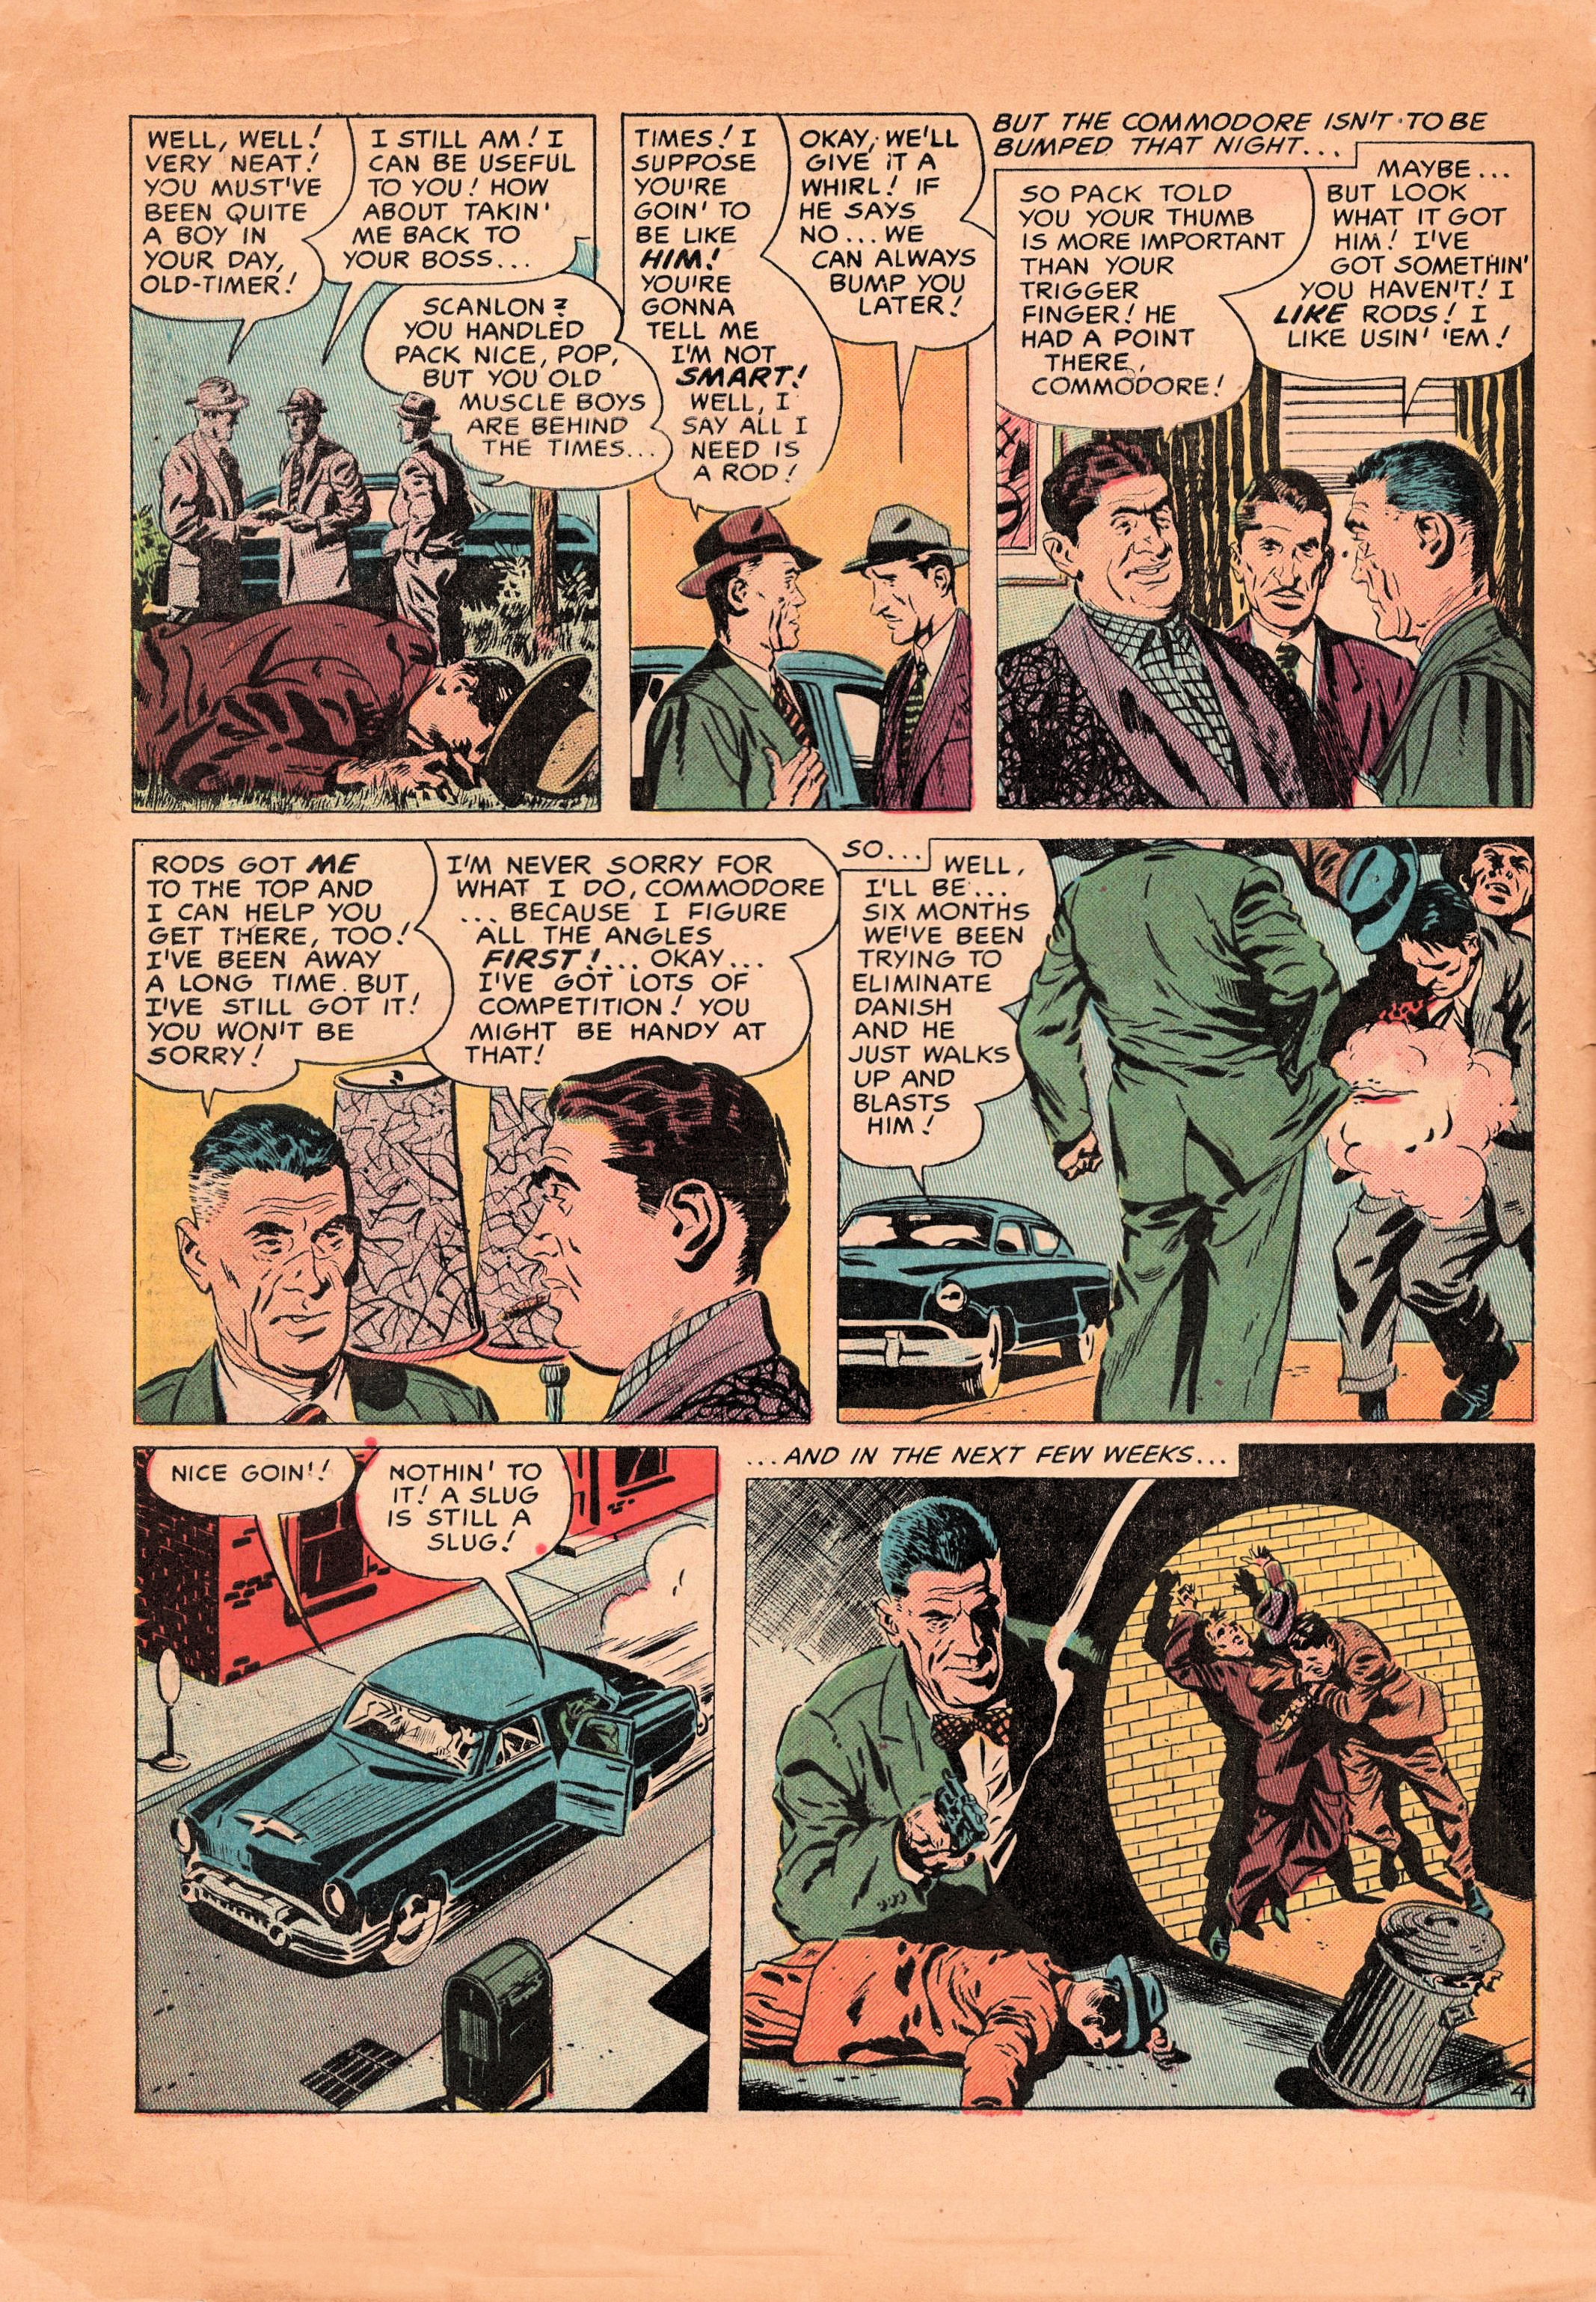 WELL, WELL!
VERY NEAT!
YOU MUST'VE
BEEN QUITE
A BOY IN
YOUR DAY,
OLD-TIMER!
I STILL AM! I
CAN BE USEFUL
TO YOU! HOW
ABOUT TAKIN'
ME BACK TO
YOUR BOSS...
SCANLON?
YOU HANDLED
PACK NICE, POP,
BUT YOU OLD
MUSCLE BOYS
ARE BEHIND
THE TIMES...
TIMES! I
SUPPOSE
YOU'RE
GOIN' TO
BE LIKE
HIM!
YOU'RE
GONNA
TELL ME
I'M NOT
SMART!
WELL, I
SAY ALL I
NEED IS
A ROD!
OKAY, WE'LL
GIVE IT A
WHIRL! IF
HE SAYS
NO... WE
CAN ALWAYS
BUMP YOU
LATER!
BUT THE COMMODORE ISN'T TO BE
BUMPED THAT NIGHT...
SO PACK TOLD
YOU YOUR THUMB
IS MORE IMPORTANT
THAN YOUR
TRIGGER
FINGER! HE
HAD A POINT
THERE,
COMMODORE!
MAYBE...
BUT LOOK
WHAT IT GOT
HIM! I'VE
GOT SOMETHIN'
YOU HAVEN'T! I
LIKE RODS! I
LIKE USIN' 'EM!
RODS GOT ME
TO THE TOP AND
I CAN HELP YOU
GET THERE, TOO!
I'VE BEEN AWAY
A LONG TIME. BUT
I'VE STILL GOT IT!
YOU WON'T BE
SORRY!
I'M NEVER SORRY FOR
WHAT I DO, COMMODORE
... BECAUSE I FIGURE
ALL THE ANGLES
FIRST!... OKAY...
I'VE GOT LOTS OF
COMPETITION! YOU
MIGHT BE HANDY AT
THAT!
SO...
WELL,
I'LL BE...
SIX MONTHS
WE'VE BEEN
TRYING TO
ELIMINATE
DANISH
AND HE
JUST WALKS
UP AND
BLASTS
HIM!
NICE GOIN'!
NOTHIN' TO
IT! A SLUG
IS STILL A
SLUG!
...AND IN THE NEXT FEW WEEKS...
4